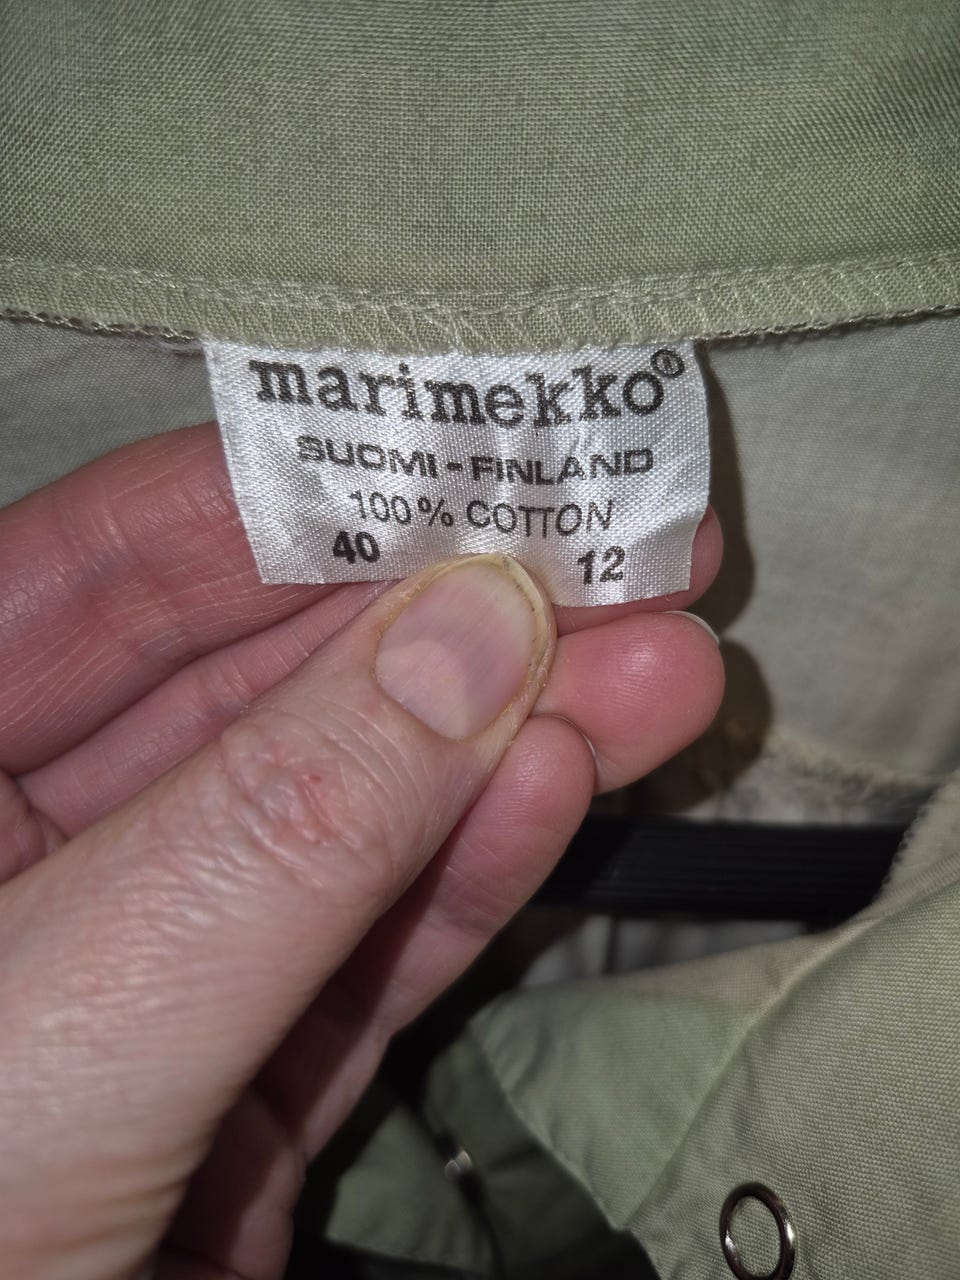 marimekko®
SUOMI - FINLAND
100% COTTON
40 12